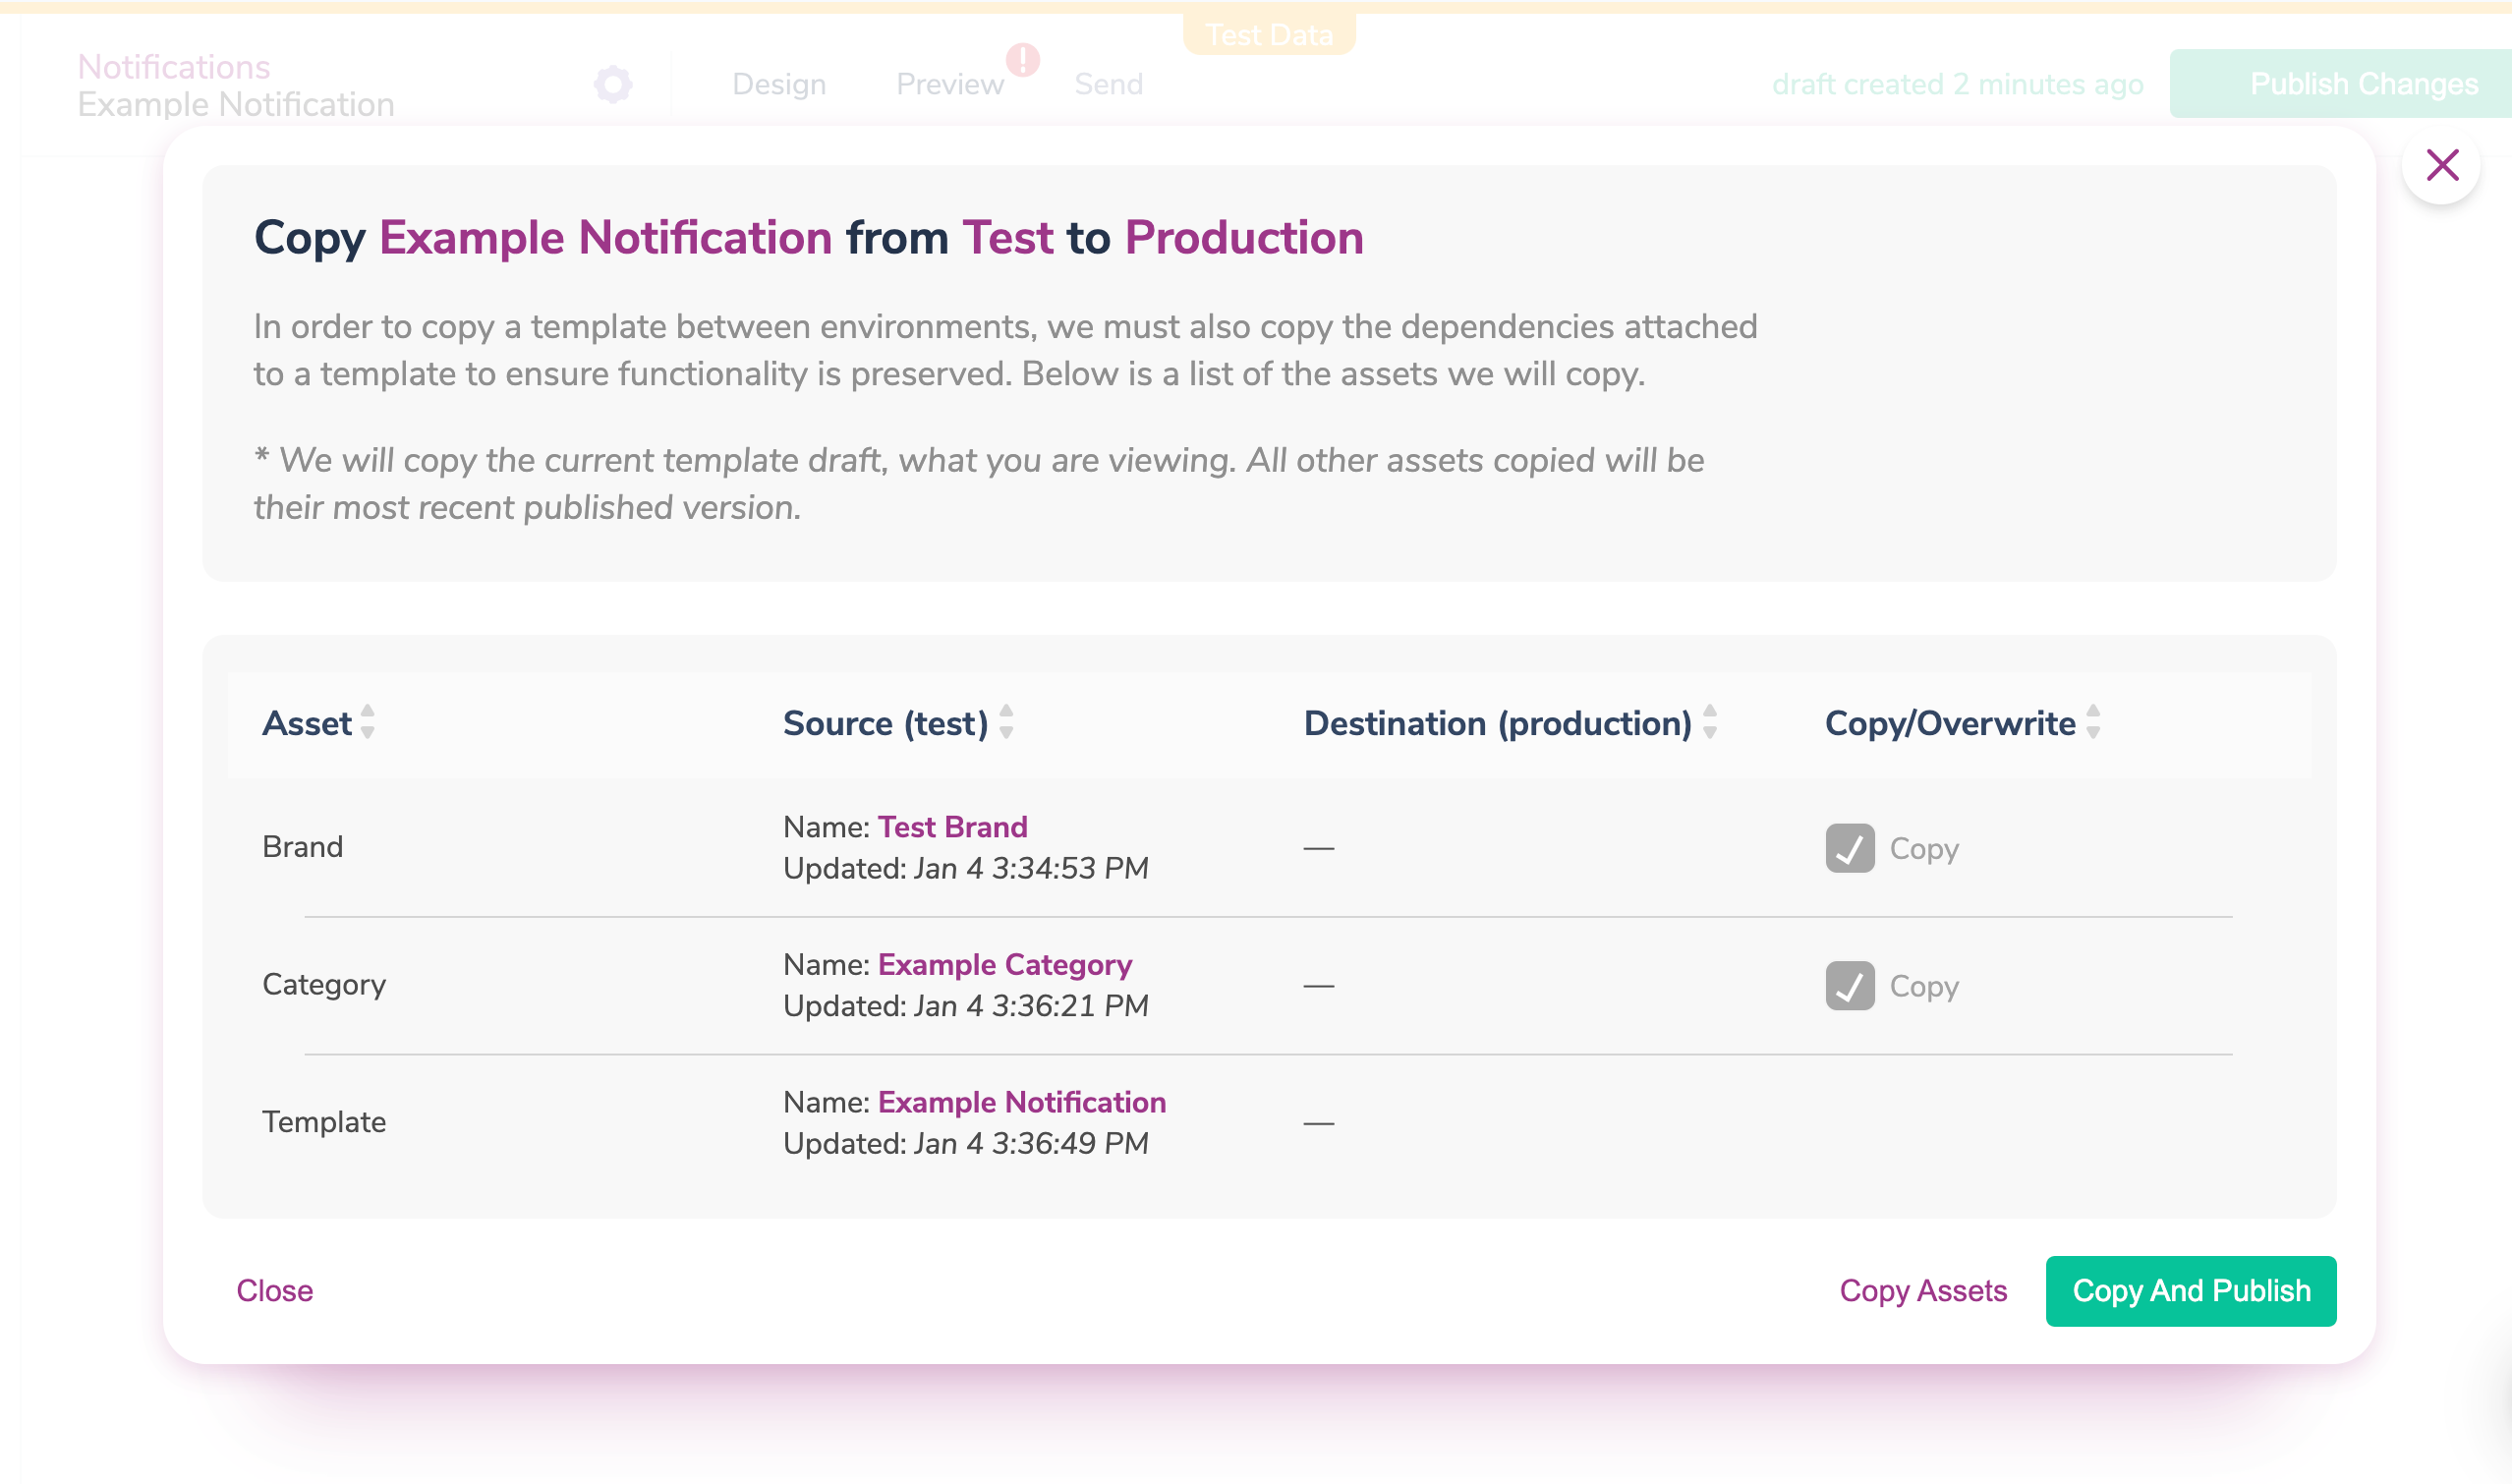 Test Data
Notifications
Example Notification
Design
Preview
!
Send
draft created 2 minutes ago
Publish Changes
Copy Example Notification from Test to Production
In order to copy a template between environments, we must also copy the dependencies attached
to a template to ensure functionality is preserved. Below is a list of the assets we will copy.
* We will copy the current template draft, what you are viewing. All other assets copied will be
their most recent published version.
Asset
Source (test)
Destination (production)
Copy/Overwrite
Brand
Name: Test Brand
Updated: Jan 4 3:34:53 PM
—
Copy
Category
Name: Example Category
Updated: Jan 4 3:36:21 PM
—
Copy
Template
Name: Example Notification
Updated: Jan 4 3:36:49 PM
—
Close
Copy Assets
Copy And Publish